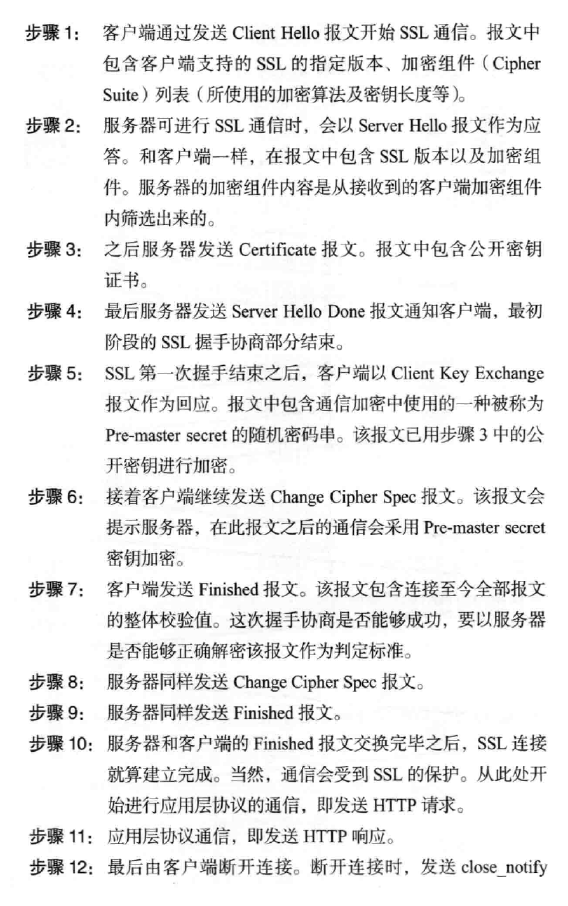 步骤 1： 客户端通过发送 Client Hello 报文开始 SSL 通信。报文中
包含客户端支持的 SSL 的指定版本、加密组件（Cipher
Suite）列表（所使用的加密算法及密钥长度等）。
步骤 2： 服务器可进行 SSL 通信时，会以 Server Hello 报文作为应
答。和客户端一样，在报文中包含 SSL 版本以及加密组
件。服务器的加密组件内容是从接收到的客户端加密组件
内筛选出来的。
步骤 3： 之后服务器发送 Certificate 报文。报文中包含公开密钥
证书。
步骤 4： 最后服务器发送 Server Hello Done 报文通知客户端，最初
阶段的 SSL 握手协商部分结束。
步骤 5： SSL 第一次握手结束之后，客户端以 Client Key Exchange
报文作为回应。报文中包含通信加密中使用的一种被称为
Pre-master secret 的随机密码串。该报文已用步骤 3 中的公
开密钥进行加密。
步骤 6： 接着客户端继续发送 Change Cipher Spec 报文。该报文会
提示服务器，在此报文之后的通信会采用 Pre-master secret
密钥加密。
步骤 7： 客户端发送 Finished 报文。该报文包含连接至今全部报文
的整体校验值。这次握手协商是否能够成功，要以服务器
是否能够正确解密该报文作为判定标准。
步骤 8： 服务器同样发送 Change Cipher Spec 报文。
步骤 9： 服务器同样发送 Finished 报文。
步骤 10： 服务器和客户端的 Finished 报文交换完毕之后，SSL 连接
就算建立完成。当然，通信会受到 SSL 的保护。从此处开
始进行应用层协议的通信，即发送 HTTP 请求。
步骤 11： 应用层协议通信，即发送 HTTP 响应。
步骤 12： 最后由客户端断开连接。断开连接时，发送 close_notify